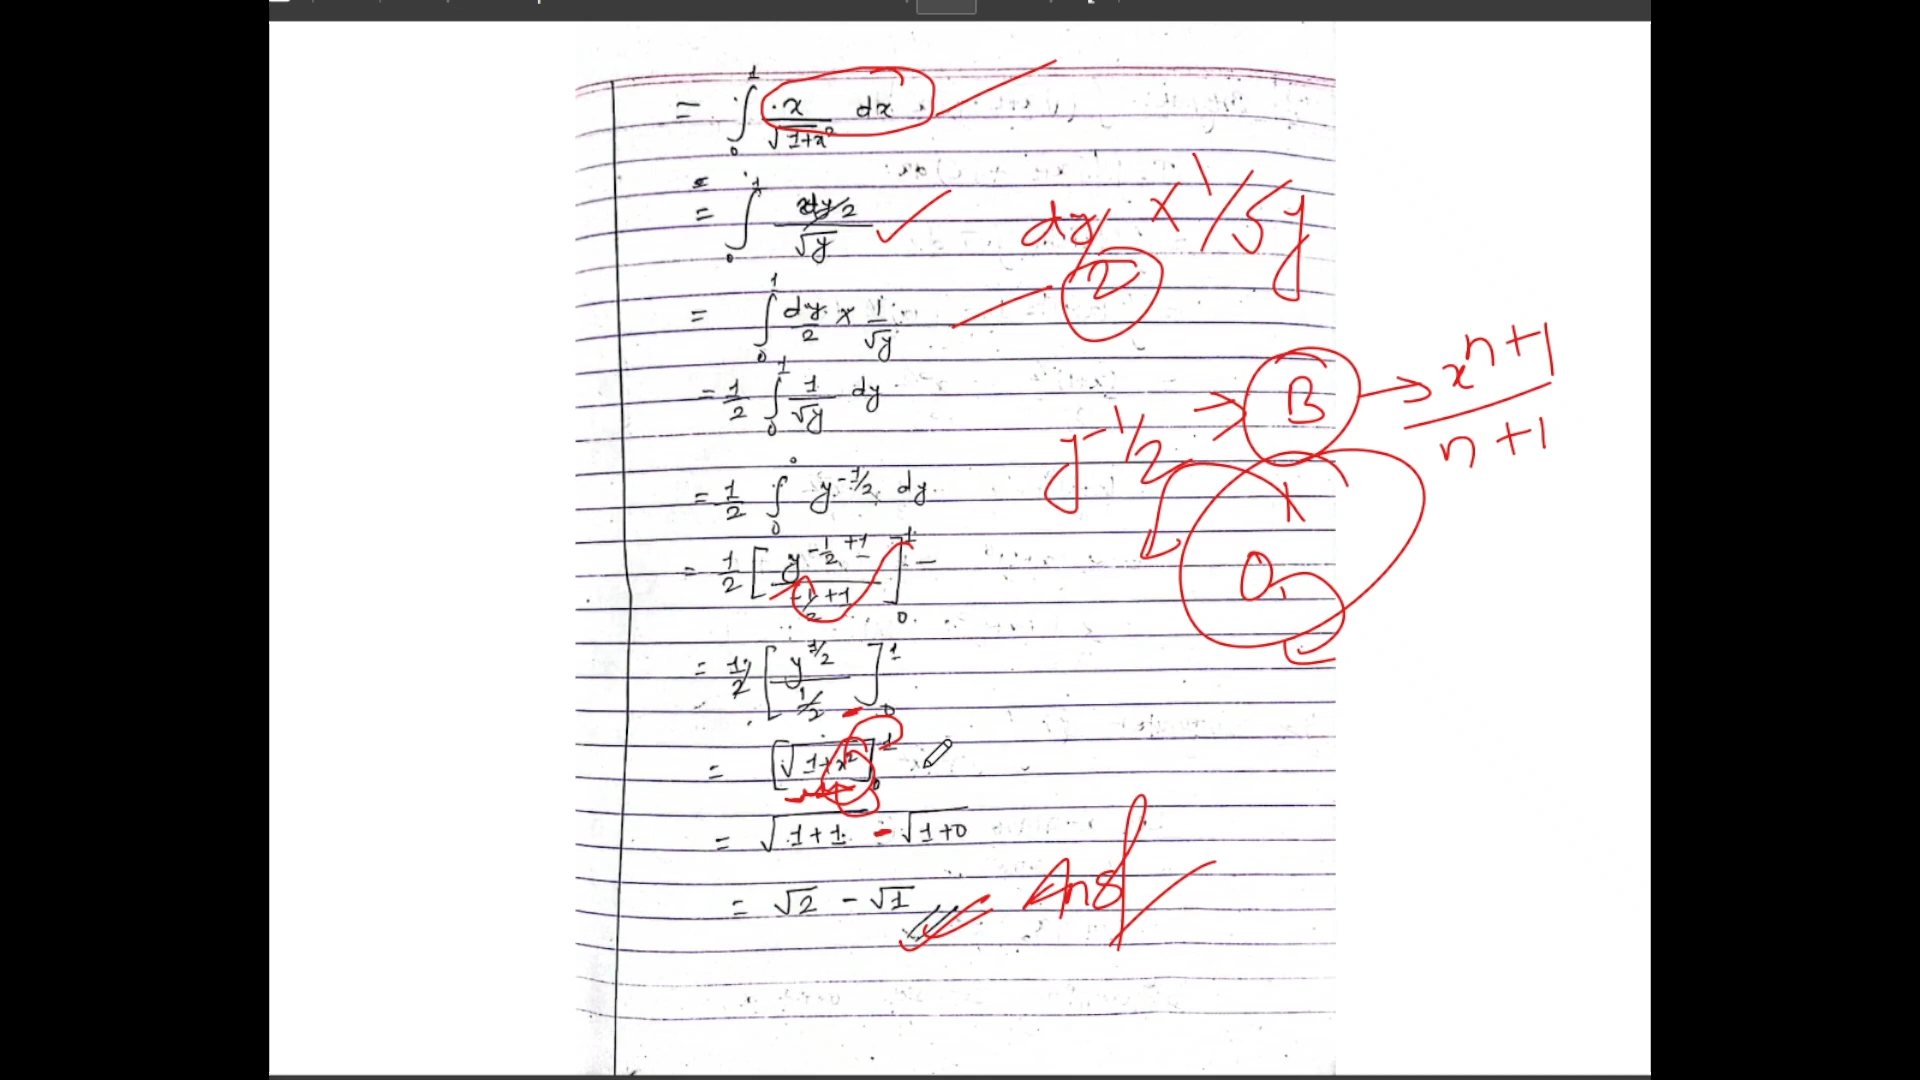 = ∫₀¹ x/√(1+x²) dx
= ∫₀¹ (dy/2)/√y
dy/2 × 1/√y
= ∫₀¹ dy/2 × 1/√y
= 1/2 ∫₀¹ 1/√y dy
y^(-1/2) ⇒ B → x^(n+1)/(n+1)
= 1/2 ∫₀⁰ y^(-1/2) dy
= 1/2 [y^(-1/2+1)/(-1/2+1)]₀¹
= 1/2 [y^(1/2)/(1/2)]₀¹
= [√(1+x²)]₀¹
= √(1+1) - √(1+0)
= √2 - √1 Ans